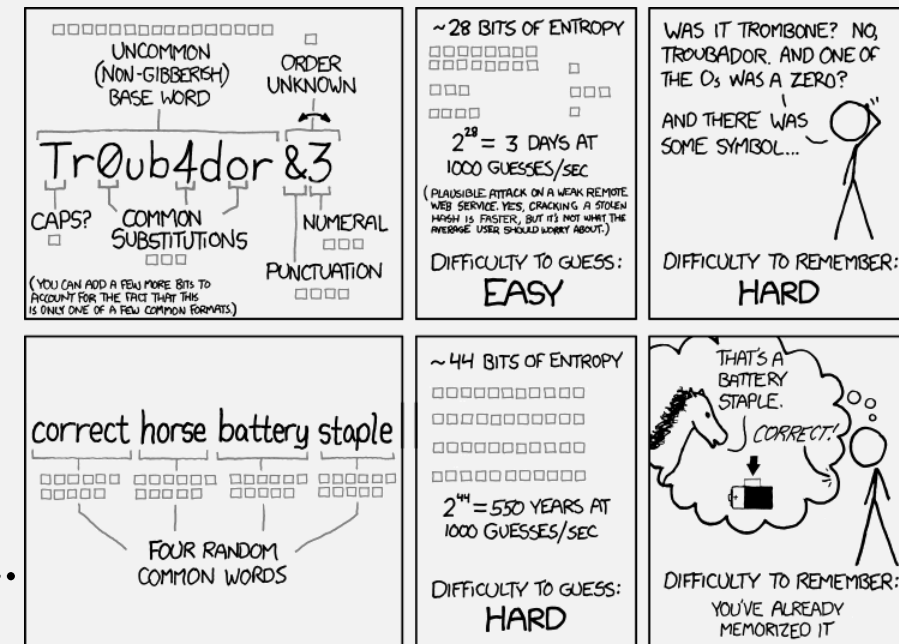 UNCOMMON
(NON-GIBBERISH)
BASE WORD
ORDER
UNKNOWN
Tr0ub4dor &3
CAPS?
COMMON
SUBSTITUTIONS
NUMERAL
PUNCTUATION
(YOU CAN ADD A FEW MORE BITS TO
ACCOUNT FOR THE FACT THAT THIS
IS ONLY ONE OF A FEW COMMON FORMATS.)
~28 BITS OF ENTROPY
2^28 = 3 DAYS AT
1000 GUESSES/SEC
(PLAUSIBLE ATTACK ON A WEAK REMOTE
WEB SERVICE. YES, CRACKING A STOLEN
HASH IS FASTER, BUT IT'S NOT WHAT THE
AVERAGE USER SHOULD WORRY ABOUT.)
DIFFICULTY TO GUESS:
EASY
WAS IT TROMBONE? NO,
TROUBADOR. AND ONE OF
THE Os WAS A ZERO?
AND THERE WAS
SOME SYMBOL...
DIFFICULTY TO REMEMBER:
HARD
correct horse battery staple
FOUR RANDOM
COMMON WORDS
~44 BITS OF ENTROPY
2^44 = 550 YEARS AT
1000 GUESSES/SEC
DIFFICULTY TO GUESS:
HARD
THAT'S A
BATTERY
STAPLE.
CORRECT!
DIFFICULTY TO REMEMBER:
YOU'VE ALREADY
MEMORIZED IT